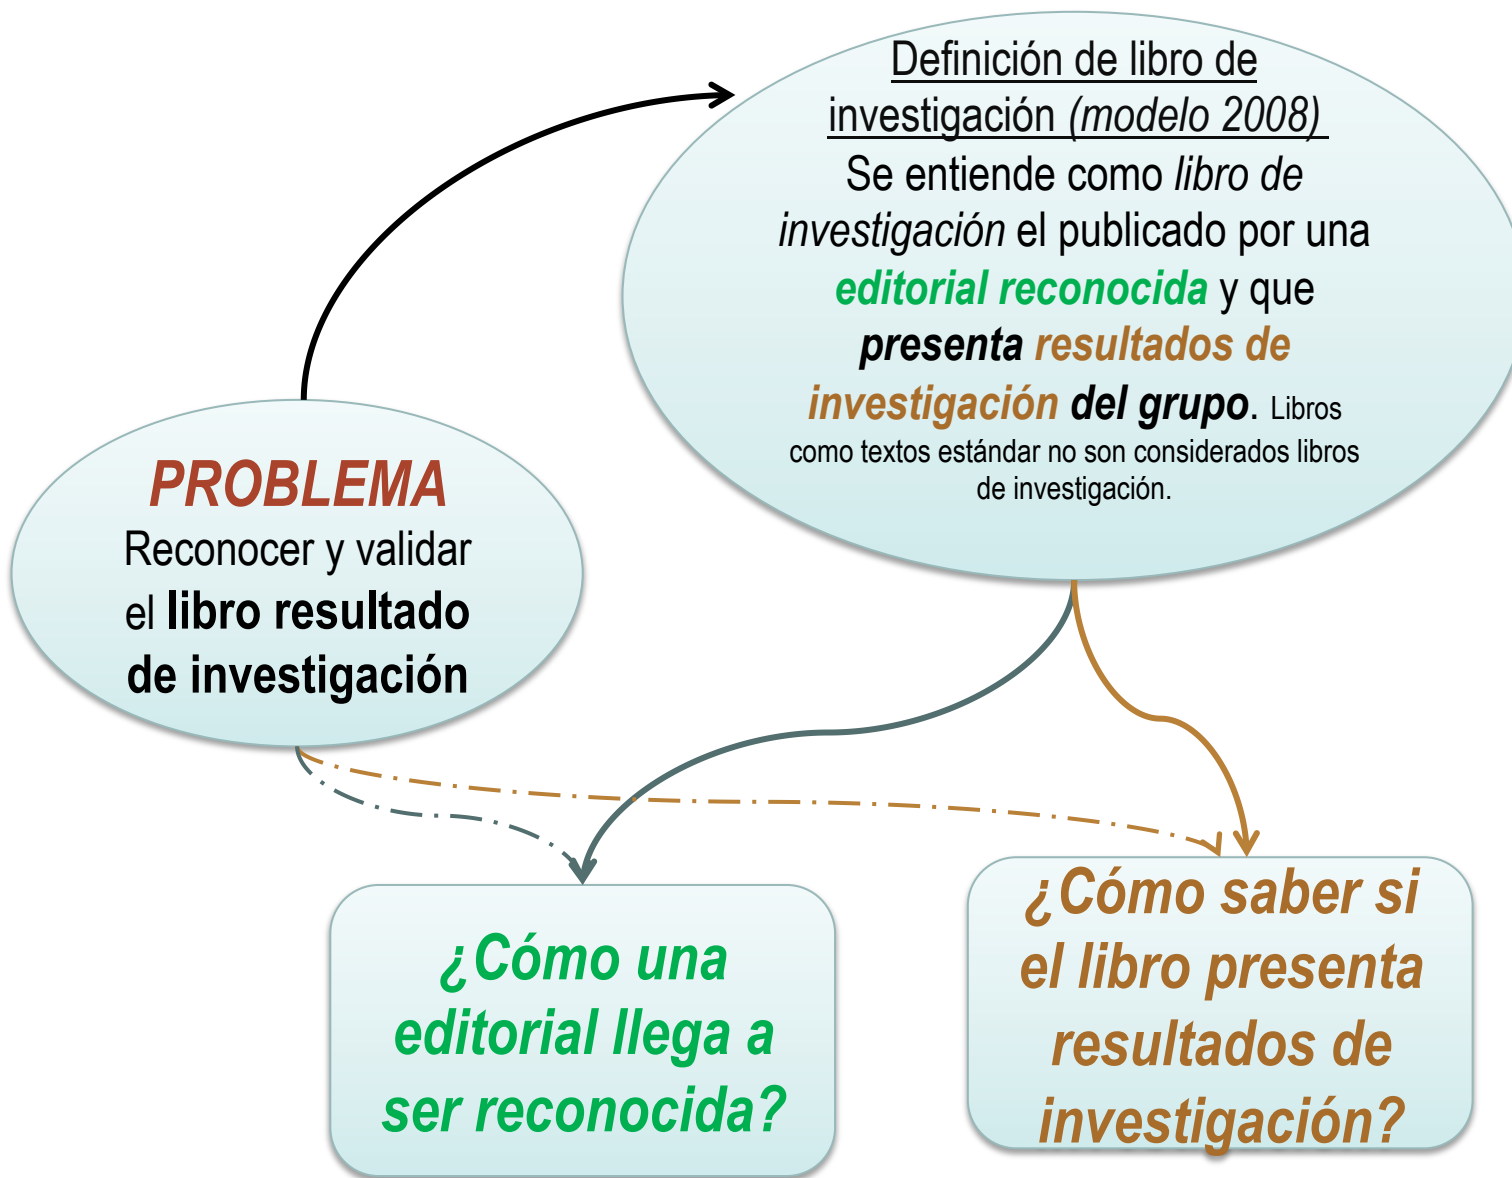 Definición de libro de
investigación (modelo 2008)
Se entiende como libro de
investigación el publicado por una
editorial reconocida y que
presenta resultados de
investigación del grupo. Libros
como textos estándar no son considerados libros
de investigación.
PROBLEMA
Reconocer y validar
el libro resultado
de investigación
¿Cómo una
editorial llega a
ser reconocida?
¿Cómo saber si
el libro presenta
resultados de
investigación?